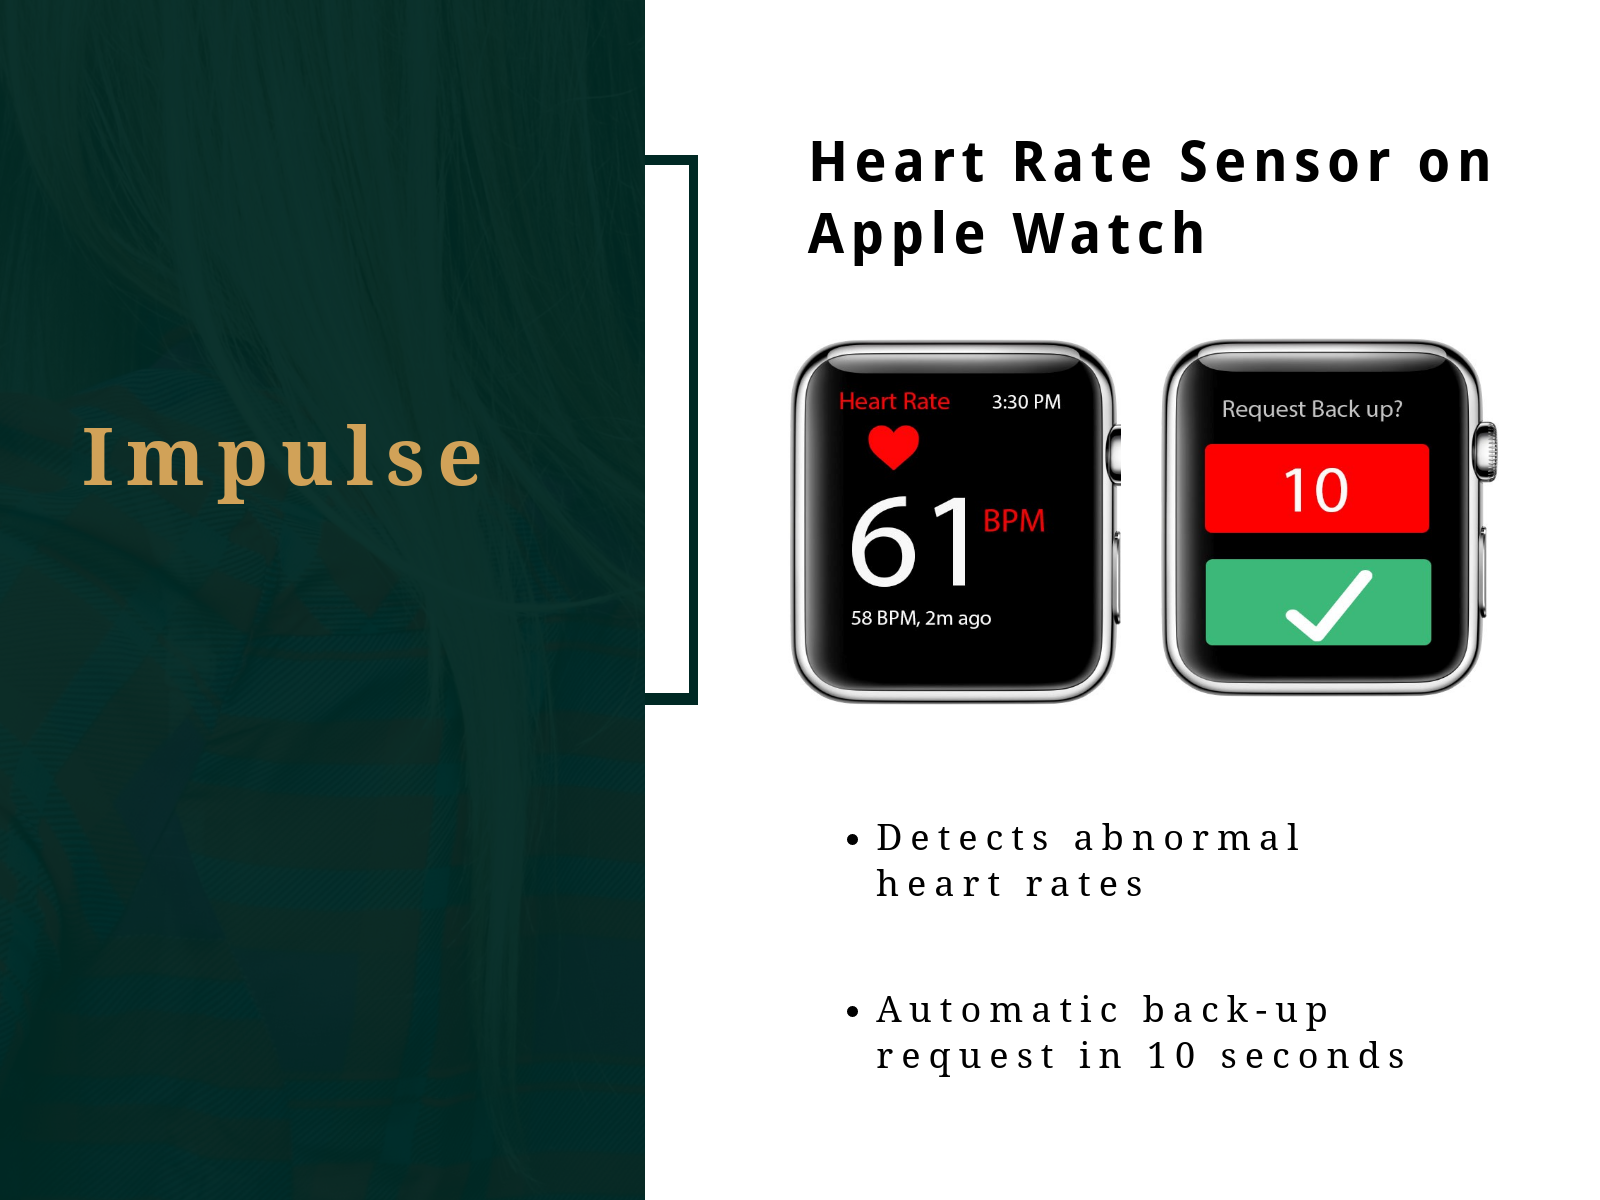 Impulse
Heart Rate Sensor on
Apple Watch
Heart Rate 3:30 PM
61 BPM
58 BPM, 2m ago
Request Back up?
10
• Detects abnormal
heart rates
• Automatic back-up
request in 10 seconds